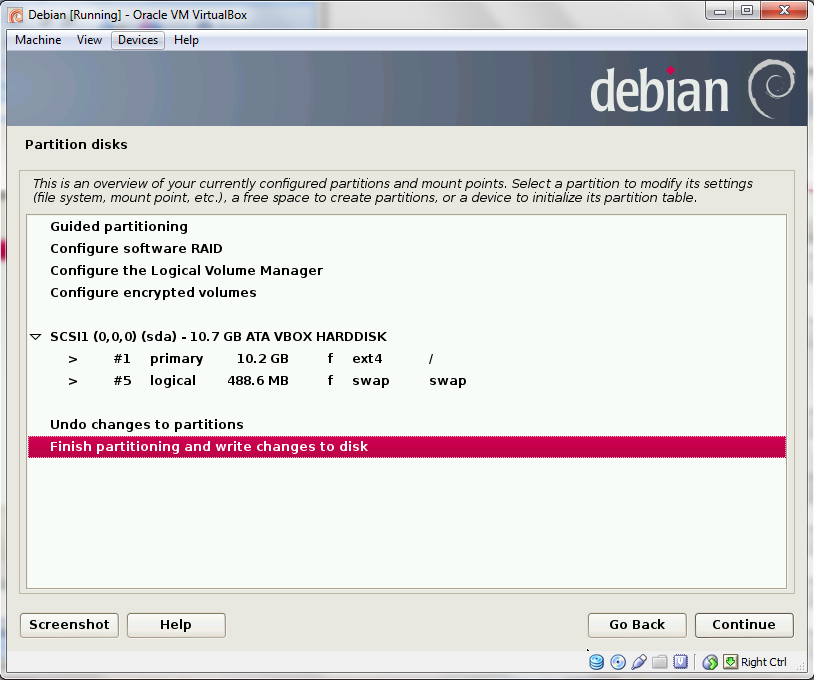 Debian [Running] - Oracle VM VirtualBox
Machine View Devices Help
debian
Partition disks
This is an overview of your currently configured partitions and mount points. Select a partition to modify its settings
(file system, mount point, etc.), a free space to create partitions, or a device to initialize its partition table.
Guided partitioning
Configure software RAID
Configure the Logical Volume Manager
Configure encrypted volumes
SCSI1 (0,0,0) (sda) - 10.7 GB ATA VBOX HARDDISK
> #1 primary 10.2 GB f ext4 /
> #5 logical 488.6 MB f swap swap
Undo changes to partitions
Finish partitioning and write changes to disk
Screenshot Help Go Back Continue
Right Ctrl